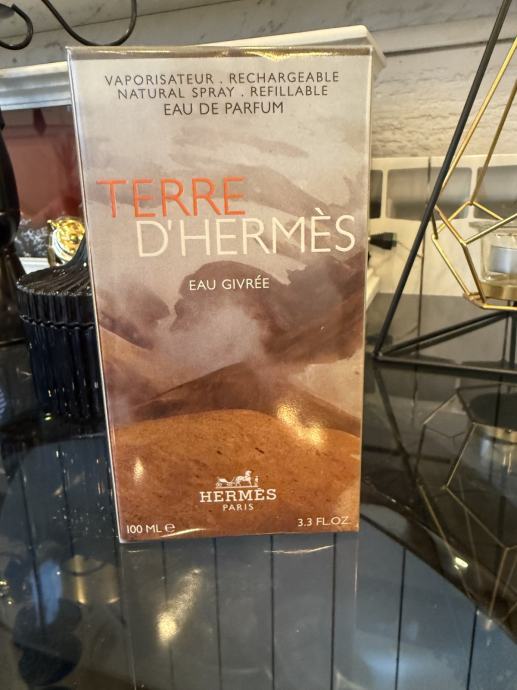 VAPORISATEUR . RECHARGEABLE
NATURAL SPRAY . REFILLABLE
EAU DE PARFUM
TERRE
D'HERMÈS
EAU GIVRÉE
HERMÈS
PARIS
100 ML ℮
3.3 FL.OZ.